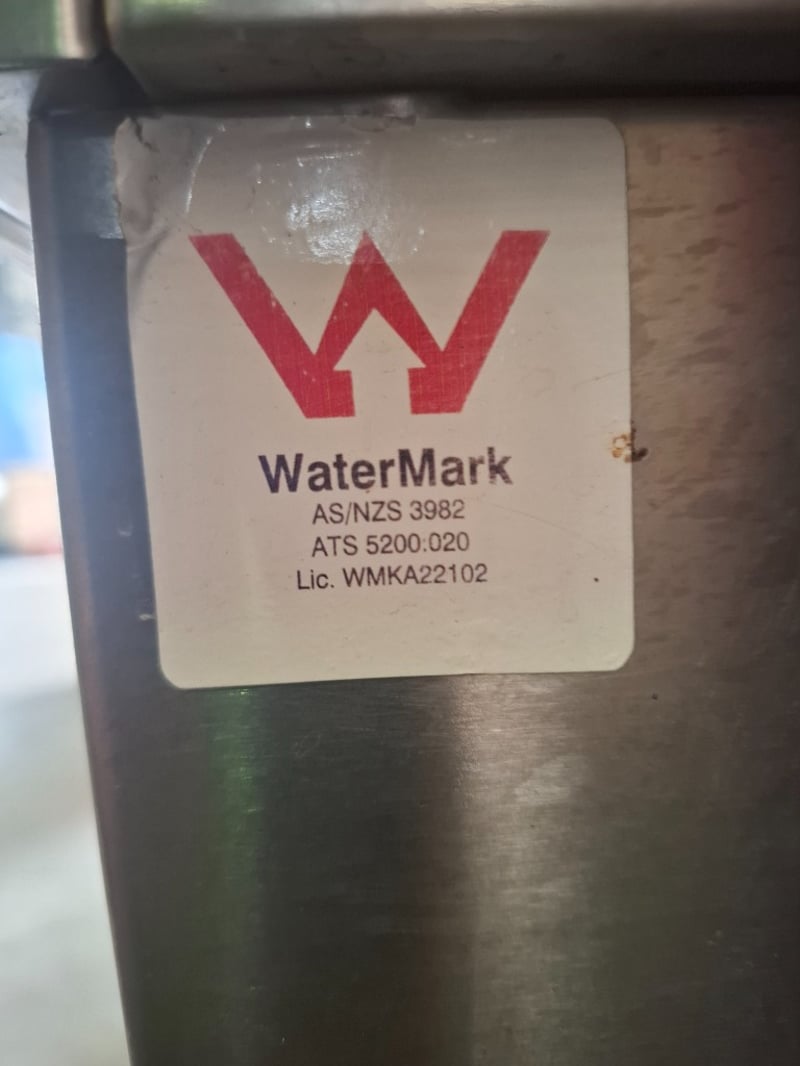 WaterMark
AS/NZS 3982
ATS 5200:020
Lic. WMKA22102